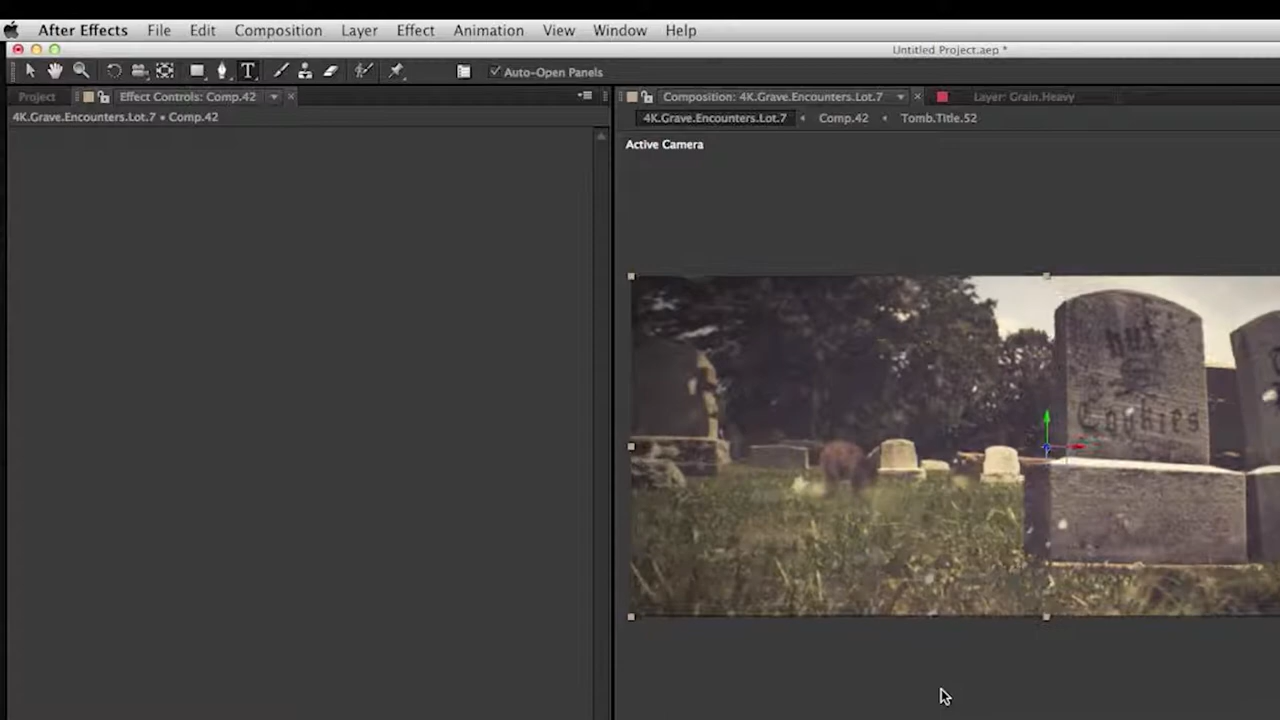 After Effects File Edit Composition Layer Effect Animation View Window Help
Untitled Project.aep *
T Auto-Open Panels
Project Effect Controls: Comp.42 Composition: 4K.Grave.Encounters.Lot.7 Layer: Grain.Heavy
4K.Grave.Encounters.Lot.7 • Comp.42 4K.Grave.Encounters.Lot.7 Comp.42 Tomb.Title.52
Active Camera
Cookies